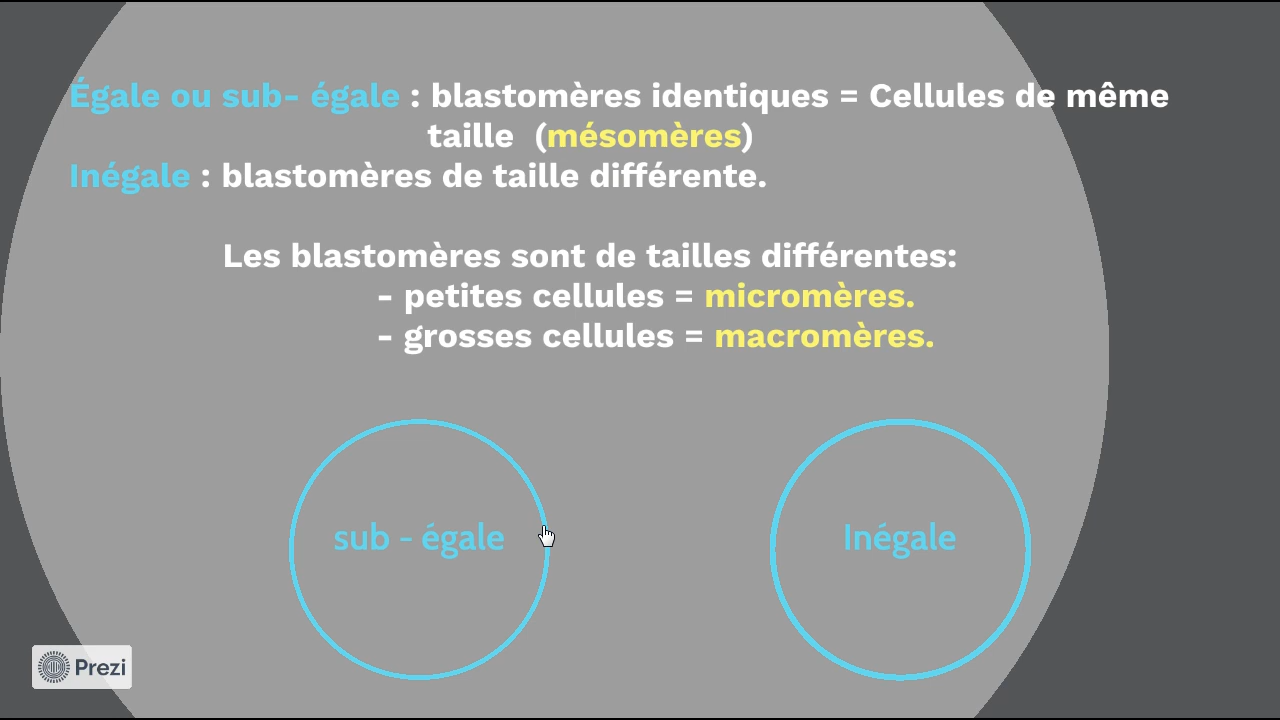 Égale ou sub- égale : blastomères identiques = Cellules de même
taille (mésomères)
Inégale : blastomères de taille différente.
Les blastomères sont de tailles différentes:
- petites cellules = micromères.
- grosses cellules = macromères.
sub - égale
Inégale
Prezi